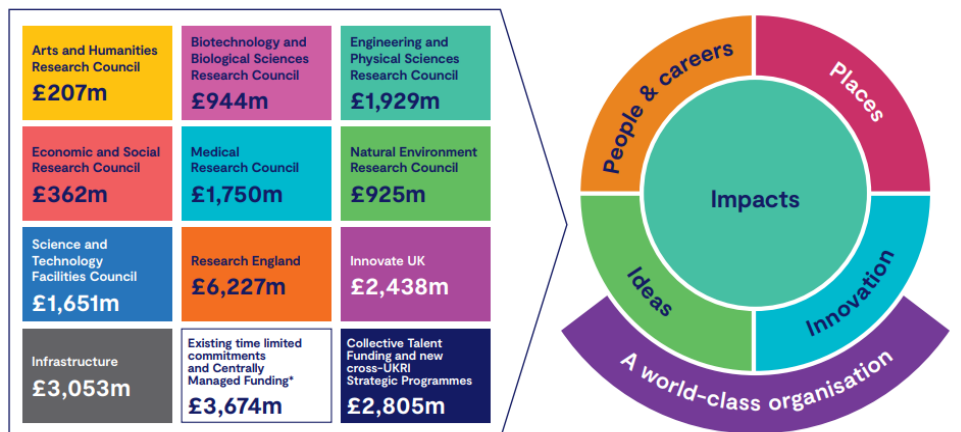 Arts and Humanities
Research Council
£207m
Biotechnology and
Biological Sciences
Research Council
£944m
Engineering and
Physical Sciences
Research Council
£1,929m
Economic and Social
Research Council
£362m
Medical
Research Council
£1,750m
Natural Environment
Research Council
£925m
Science and
Technology
Facilities Council
£1,651m
Research England
£6,227m
Innovate UK
£2,438m
Infrastructure
£3,053m
Existing time limited
commitments
and Centrally
Managed Funding*
£3,674m
Collective Talent
Funding and new
cross-UKRI
Strategic Programmes
£2,805m
People & careers
Places
Impacts
Ideas
Innovation
A world-class organisation